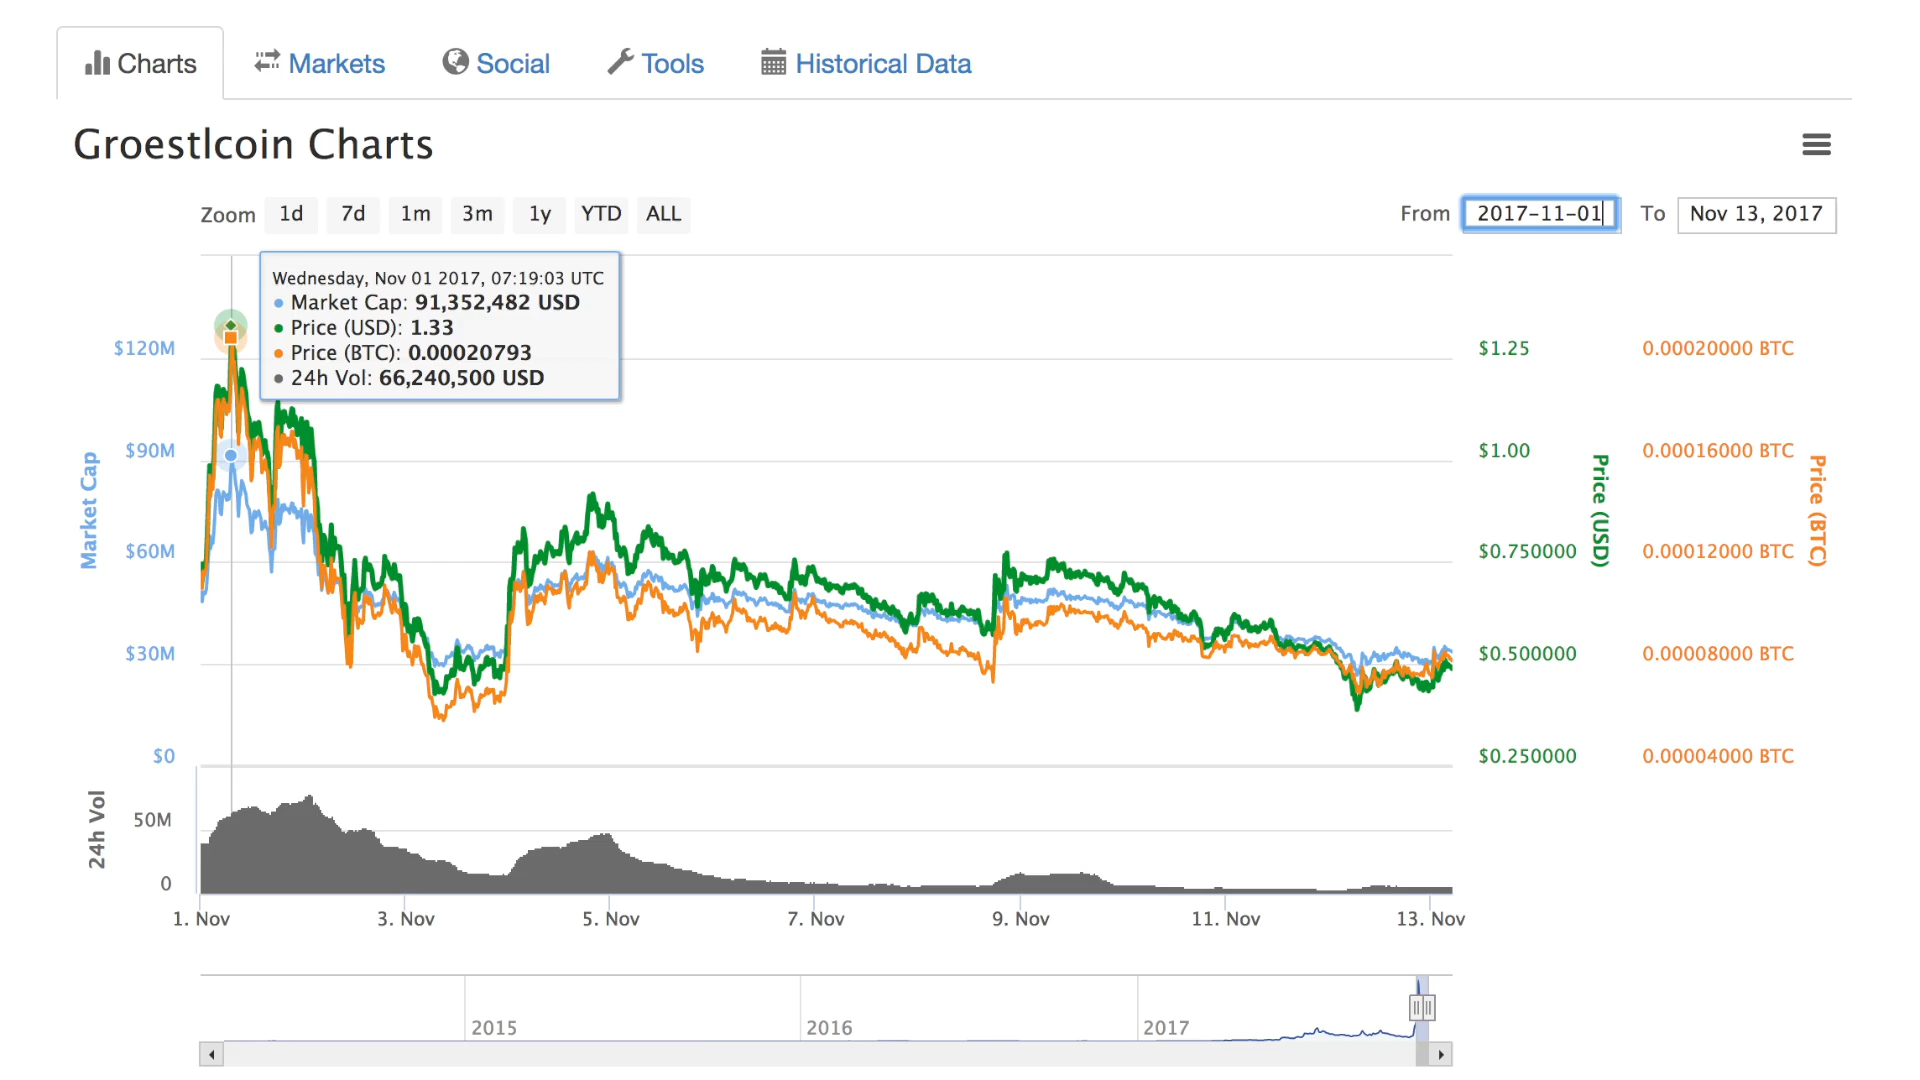 Charts Markets Social Tools Historical Data
Groestlcoin Charts
Zoom 1d 7d 1m 3m 1y YTD ALL From 2017-11-01 To Nov 13, 2017
Wednesday, Nov 01 2017, 07:19:03 UTC
Market Cap: 91,352,482 USD
Price (USD): 1.33
Price (BTC): 0.00020793
24h Vol: 66,240,500 USD
$120M $1.25 0.00020000 BTC
$90M $1.00 0.00016000 BTC
Market Cap
Price (USD)
Price (BTC)
$60M $0.750000 0.00012000 BTC
$30M $0.500000 0.00008000 BTC
$0 $0.250000 0.00004000 BTC
24h Vol
50M
0
1. Nov 3. Nov 5. Nov 7. Nov 9. Nov 11. Nov 13. Nov
2015 2016 2017